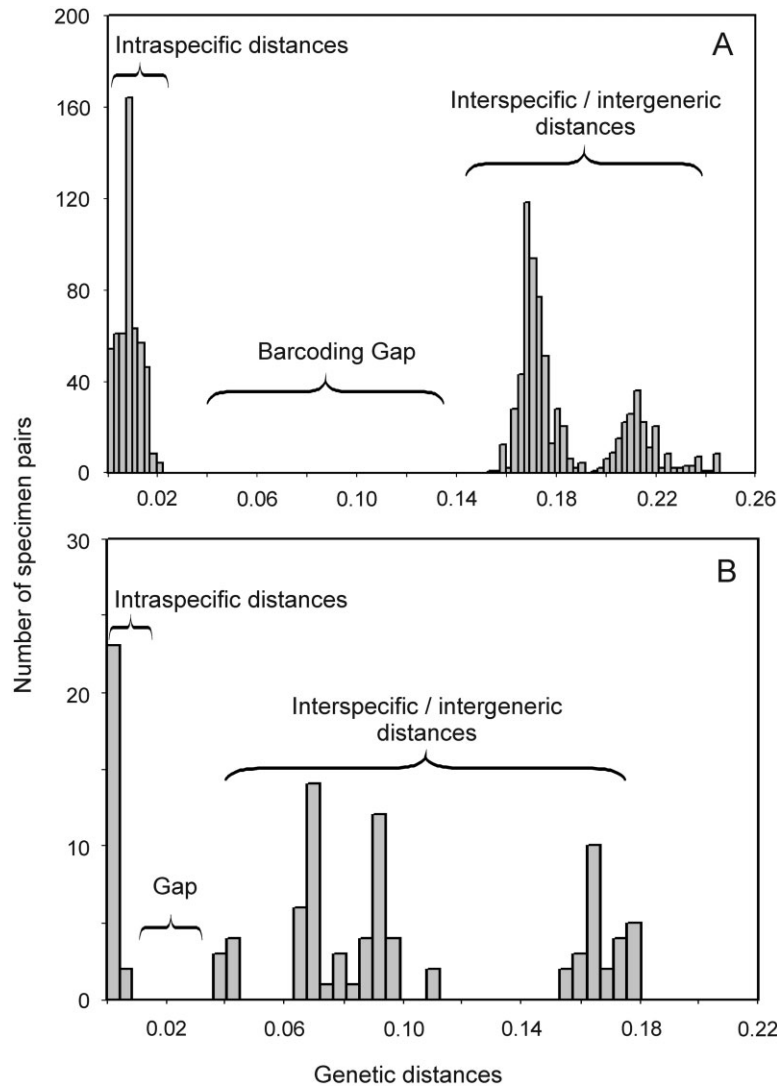 200
160
120
80
40
0
Intraspecific distances
A
Interspecific / intergeneric
distances
Barcoding Gap
0.02
0.06
0.10
0.14
0.18
0.22
0.26
Number of specimen pairs
30
20
10
0
B
Intraspecific distances
Interspecific / intergeneric
distances
Gap
0.02
0.06
0.10
0.14
0.18
0.22
Genetic distances